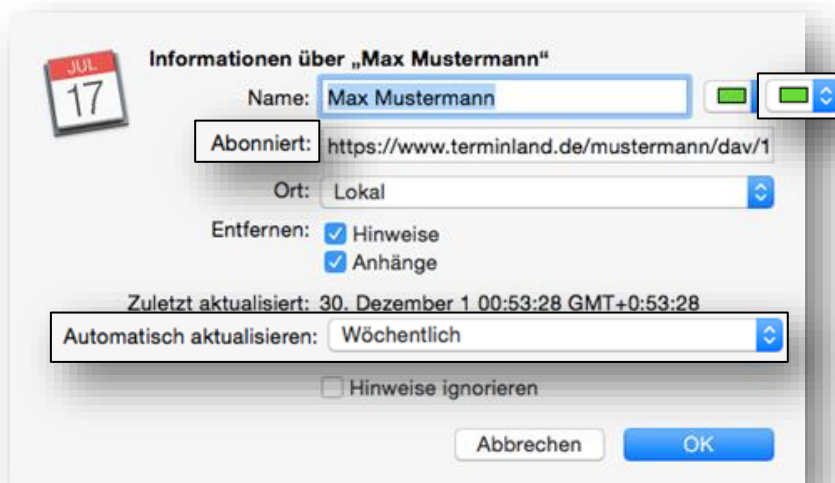 JUL
17
Informationen über „Max Mustermann“
Name: Max Mustermann
Abonniert: https://www.terminland.de/mustermann/dav/1
Ort: Lokal
Entfernen: Hinweise
Anhänge
Zuletzt aktualisiert: 30. Dezember 1 00:53:28 GMT+0:53:28
Automatisch aktualisieren: Wöchentlich
Hinweise ignorieren
Abbrechen OK